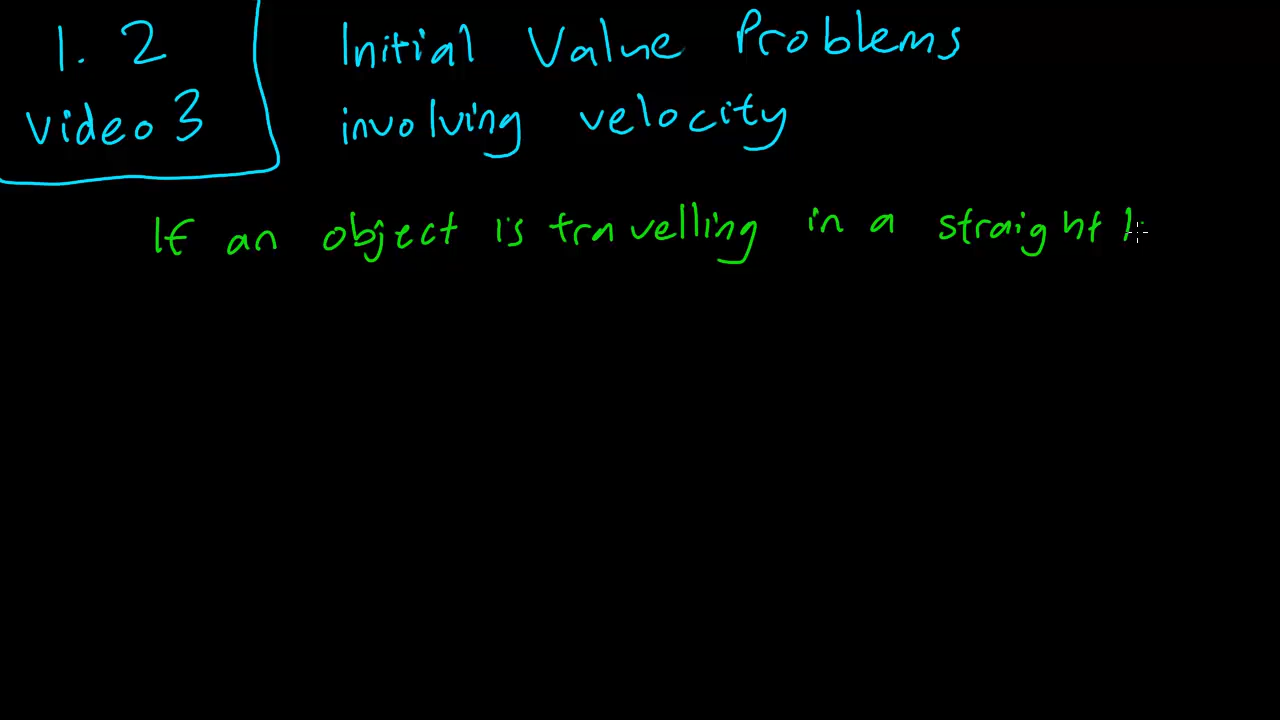 1. 2
video 3
Initial Value Problems
involving velocity
If an object is travelling in a straight